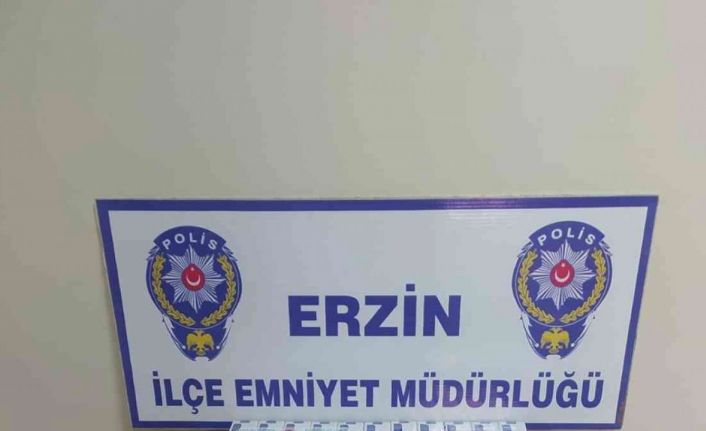 POLİS POLİS
ERZİN
İLÇE EMNİYET MÜDÜRLÜĞÜ